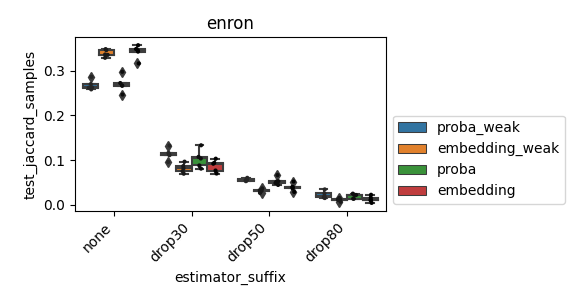 enron
test_jaccard_samples
0.3
0.2
0.1
0.0
none
drop30
drop50
drop80
estimator_suffix
proba_weak
embedding_weak
proba
embedding